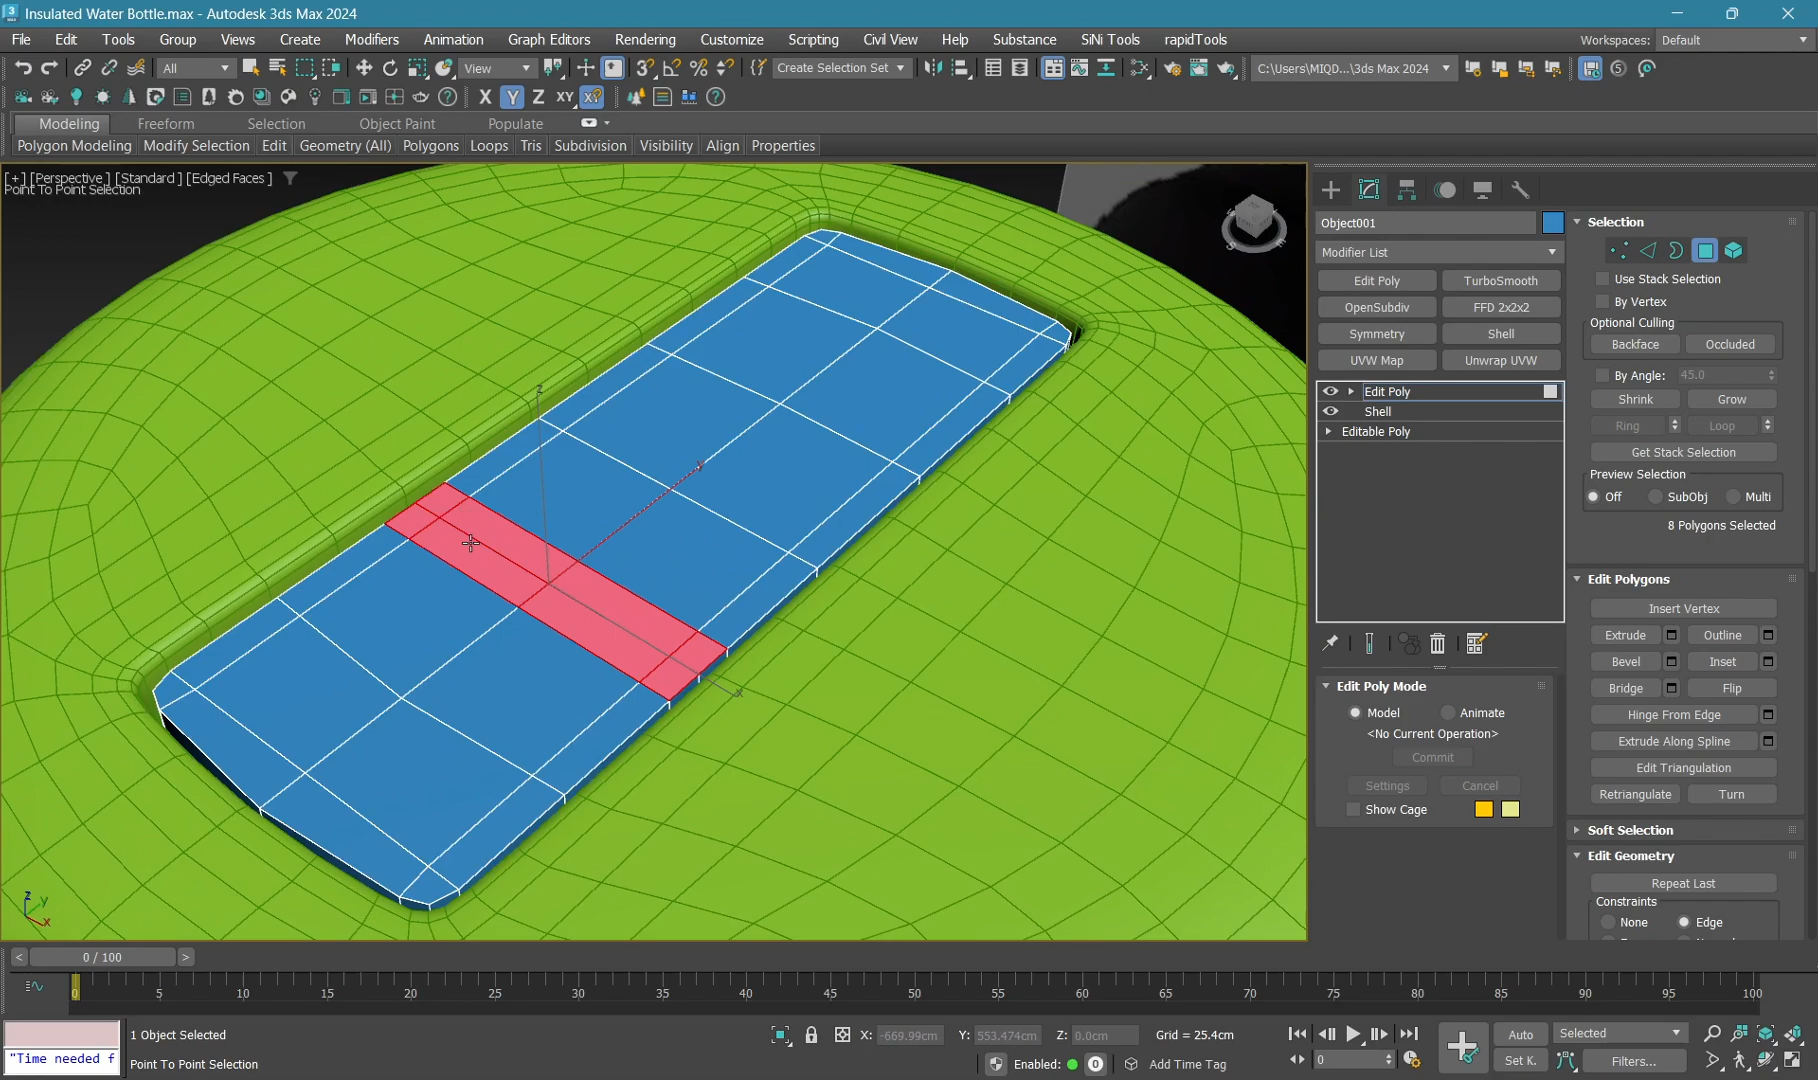 Insulated Water Bottle.max - Autodesk 3ds Max 2024
File Edit Tools Group Views Create Modifiers Animation Graph Editors Rendering Customize Scripting Civil View Help Substance SiNi Tools rapidTools Workspaces: Default
All View Create Selection Set C:\Users\MIQD...\3ds Max 2024
X Y Z XY
Modeling Freeform Selection Object Paint Populate
Polygon Modeling Modify Selection Edit Geometry (All) Polygons Loops Tris Subdivision Visibility Align Properties
[+] [Perspective ] [Standard ] [Edged Faces ]
Point To Point Selection
Object001
Modifier List
Edit Poly TurboSmooth
OpenSubdiv FFD 2x2x2
Symmetry Shell
UVW Map Unwrap UVW
Edit Poly
Shell
Editable Poly
Edit Poly Mode
Model Animate
<No Current Operation>
Commit
Settings Cancel
Show Cage
Selection
Use Stack Selection
By Vertex
Optional Culling
Backface Occluded
By Angle: 45.0
Shrink Grow
Ring Loop
Get Stack Selection
Preview Selection
Off SubObj Multi
8 Polygons Selected
Edit Polygons
Insert Vertex
Extrude Outline
Bevel Inset
Bridge Flip
Hinge From Edge
Extrude Along Spline
Edit Triangulation
Retriangulate Turn
Soft Selection
Edit Geometry
Repeat Last
Constraints
None Edge
z
x
z
y
x
< 0 / 100 >
0 5 10 15 20 25 30 35 40 45 50 55 60 65 70 75 80 85 90 95 100
1 Object Selected X: -669.99cm Y: 553.474cm Z: 0.0cm Grid = 25.4cm Auto Selected
"Time needed f Point To Point Selection Enabled: 0 Add Time Tag 0 Set K. Filters...